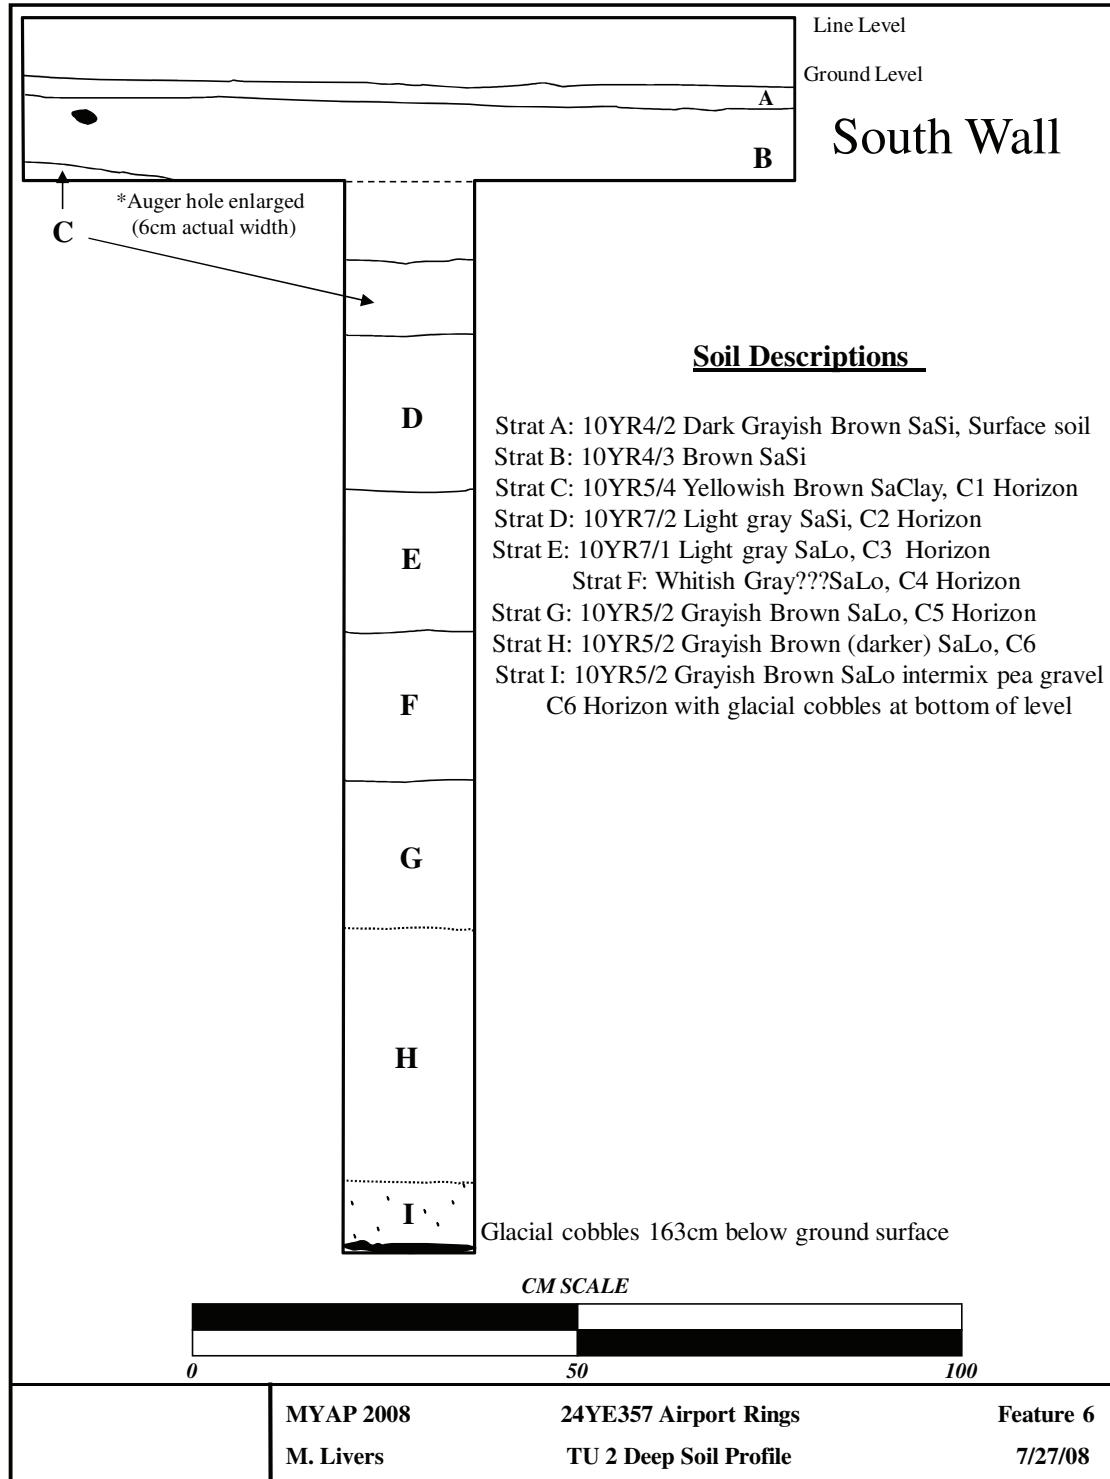 Line Level
Ground Level
A
South Wall
B
*Auger hole enlarged
(6cm actual width)
C
Soil Descriptions
D
Strat A: 10YR4/2 Dark Grayish Brown SaSi, Surface soil
Strat B: 10YR4/3 Brown SaSi
Strat C: 10YR5/4 Yellowish Brown SaClay, C1 Horizon
Strat D: 10YR7/2 Light gray SaSi, C2 Horizon
Strat E: 10YR7/1 Light gray SaLo, C3 Horizon
Strat F: Whitish Gray???SaLo, C4 Horizon
Strat G: 10YR5/2 Grayish Brown SaLo, C5 Horizon
Strat H: 10YR5/2 Grayish Brown (darker) SaLo, C6
Strat I: 10YR5/2 Grayish Brown SaLo intermix pea gravel
C6 Horizon with glacial cobbles at bottom of level
E
F
G
H
I
Glacial cobbles 163cm below ground surface
CM SCALE
0 50 100
MYAP 2008 24YE357 Airport Rings Feature 6
M. Livers TU 2 Deep Soil Profile 7/27/08